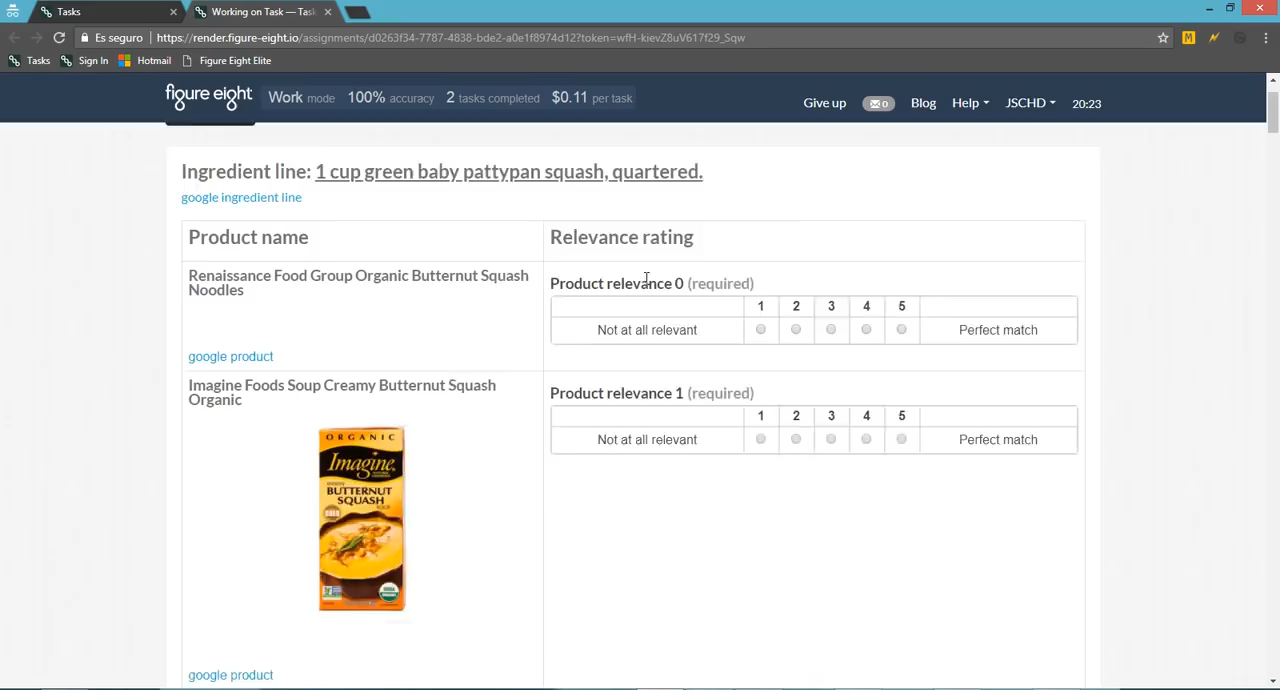 Tasks
Working on Task — Task
Es seguro
https://render.figure-eight.io/assignments/d0263f34-7787-4838-bde2-a0e1f8974d12?token=wfH-kievZ8uV617f29_Sqw
Tasks
Sign In
Hotmail
Figure Eight Elite
figure eight
Work mode
100% accuracy
2 tasks completed
$0.11 per task
Give up
0
Blog
Help
JSCHD
20:23
Ingredient line: 1 cup green baby pattypan squash, quartered.
google ingredient line
Product name
Relevance rating
Renaissance Food Group Organic Butternut Squash
Noodles
google product
Product relevance 0 (required)
1 2 3 4 5
Not at all relevant
Perfect match
Imagine Foods Soup Creamy Butternut Squash
Organic
ORGANIC
Imagine
BUTTERNUT
SQUASH
google product
Product relevance 1 (required)
1 2 3 4 5
Not at all relevant
Perfect match